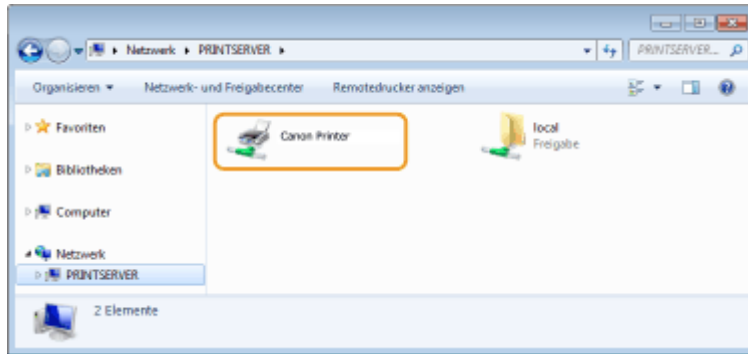 Netzwerk ▸ PRINTSERVER ▸ PRINTSERVER...
Organisieren Netzwerk- und Freigabecenter Remotedrucker anzeigen
Favoriten
Bibliotheken
Computer
Netzwerk
PRINTSERVER
Canon Printer
local
Freigabe
2 Elemente